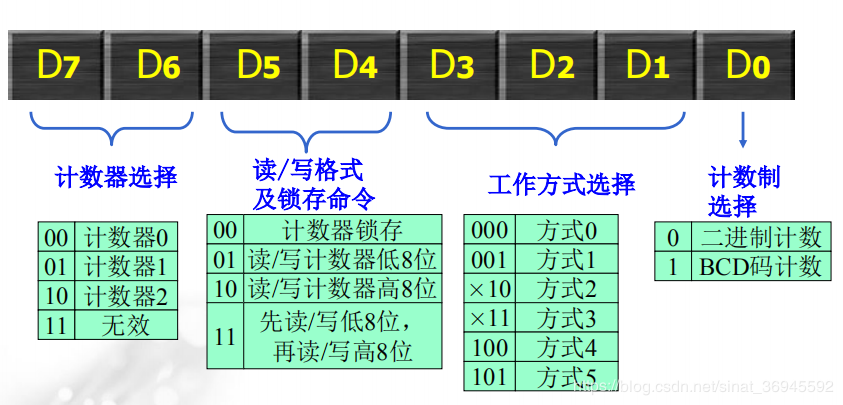 D7 D6 D5 D4 D3 D2 D1 D0
计数器选择
读/写格式
及锁存命令
工作方式选择
计数制
选择
00 计数器0
01 计数器1
10 计数器2
11 无效
00 计数器锁存
01 读/写计数器低8位
10 读/写计数器高8位
11 先读/写低8位，
再读/写高8位
000 方式0
001 方式1
×10 方式2
×11 方式3
100 方式4
101 方式5
0 二进制计数
1 BCD码计数
https://blog.csdn.net/sinat_36945592